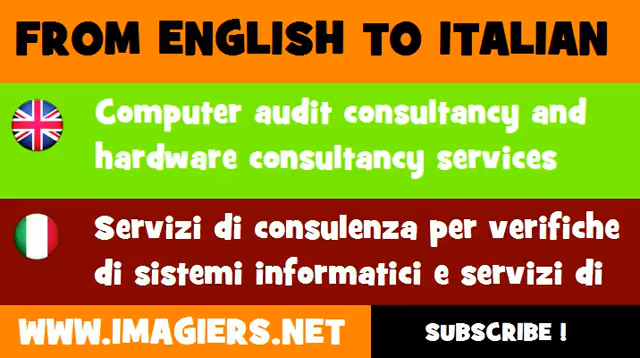 FROM ENGLISH TO ITALIAN
Computer audit consultancy and
hardware consultancy services
Servizi di consulenza per verifiche
di sistemi informatici e servizi di
WWW.IMAGIERS.NET
SUBSCRIBE !